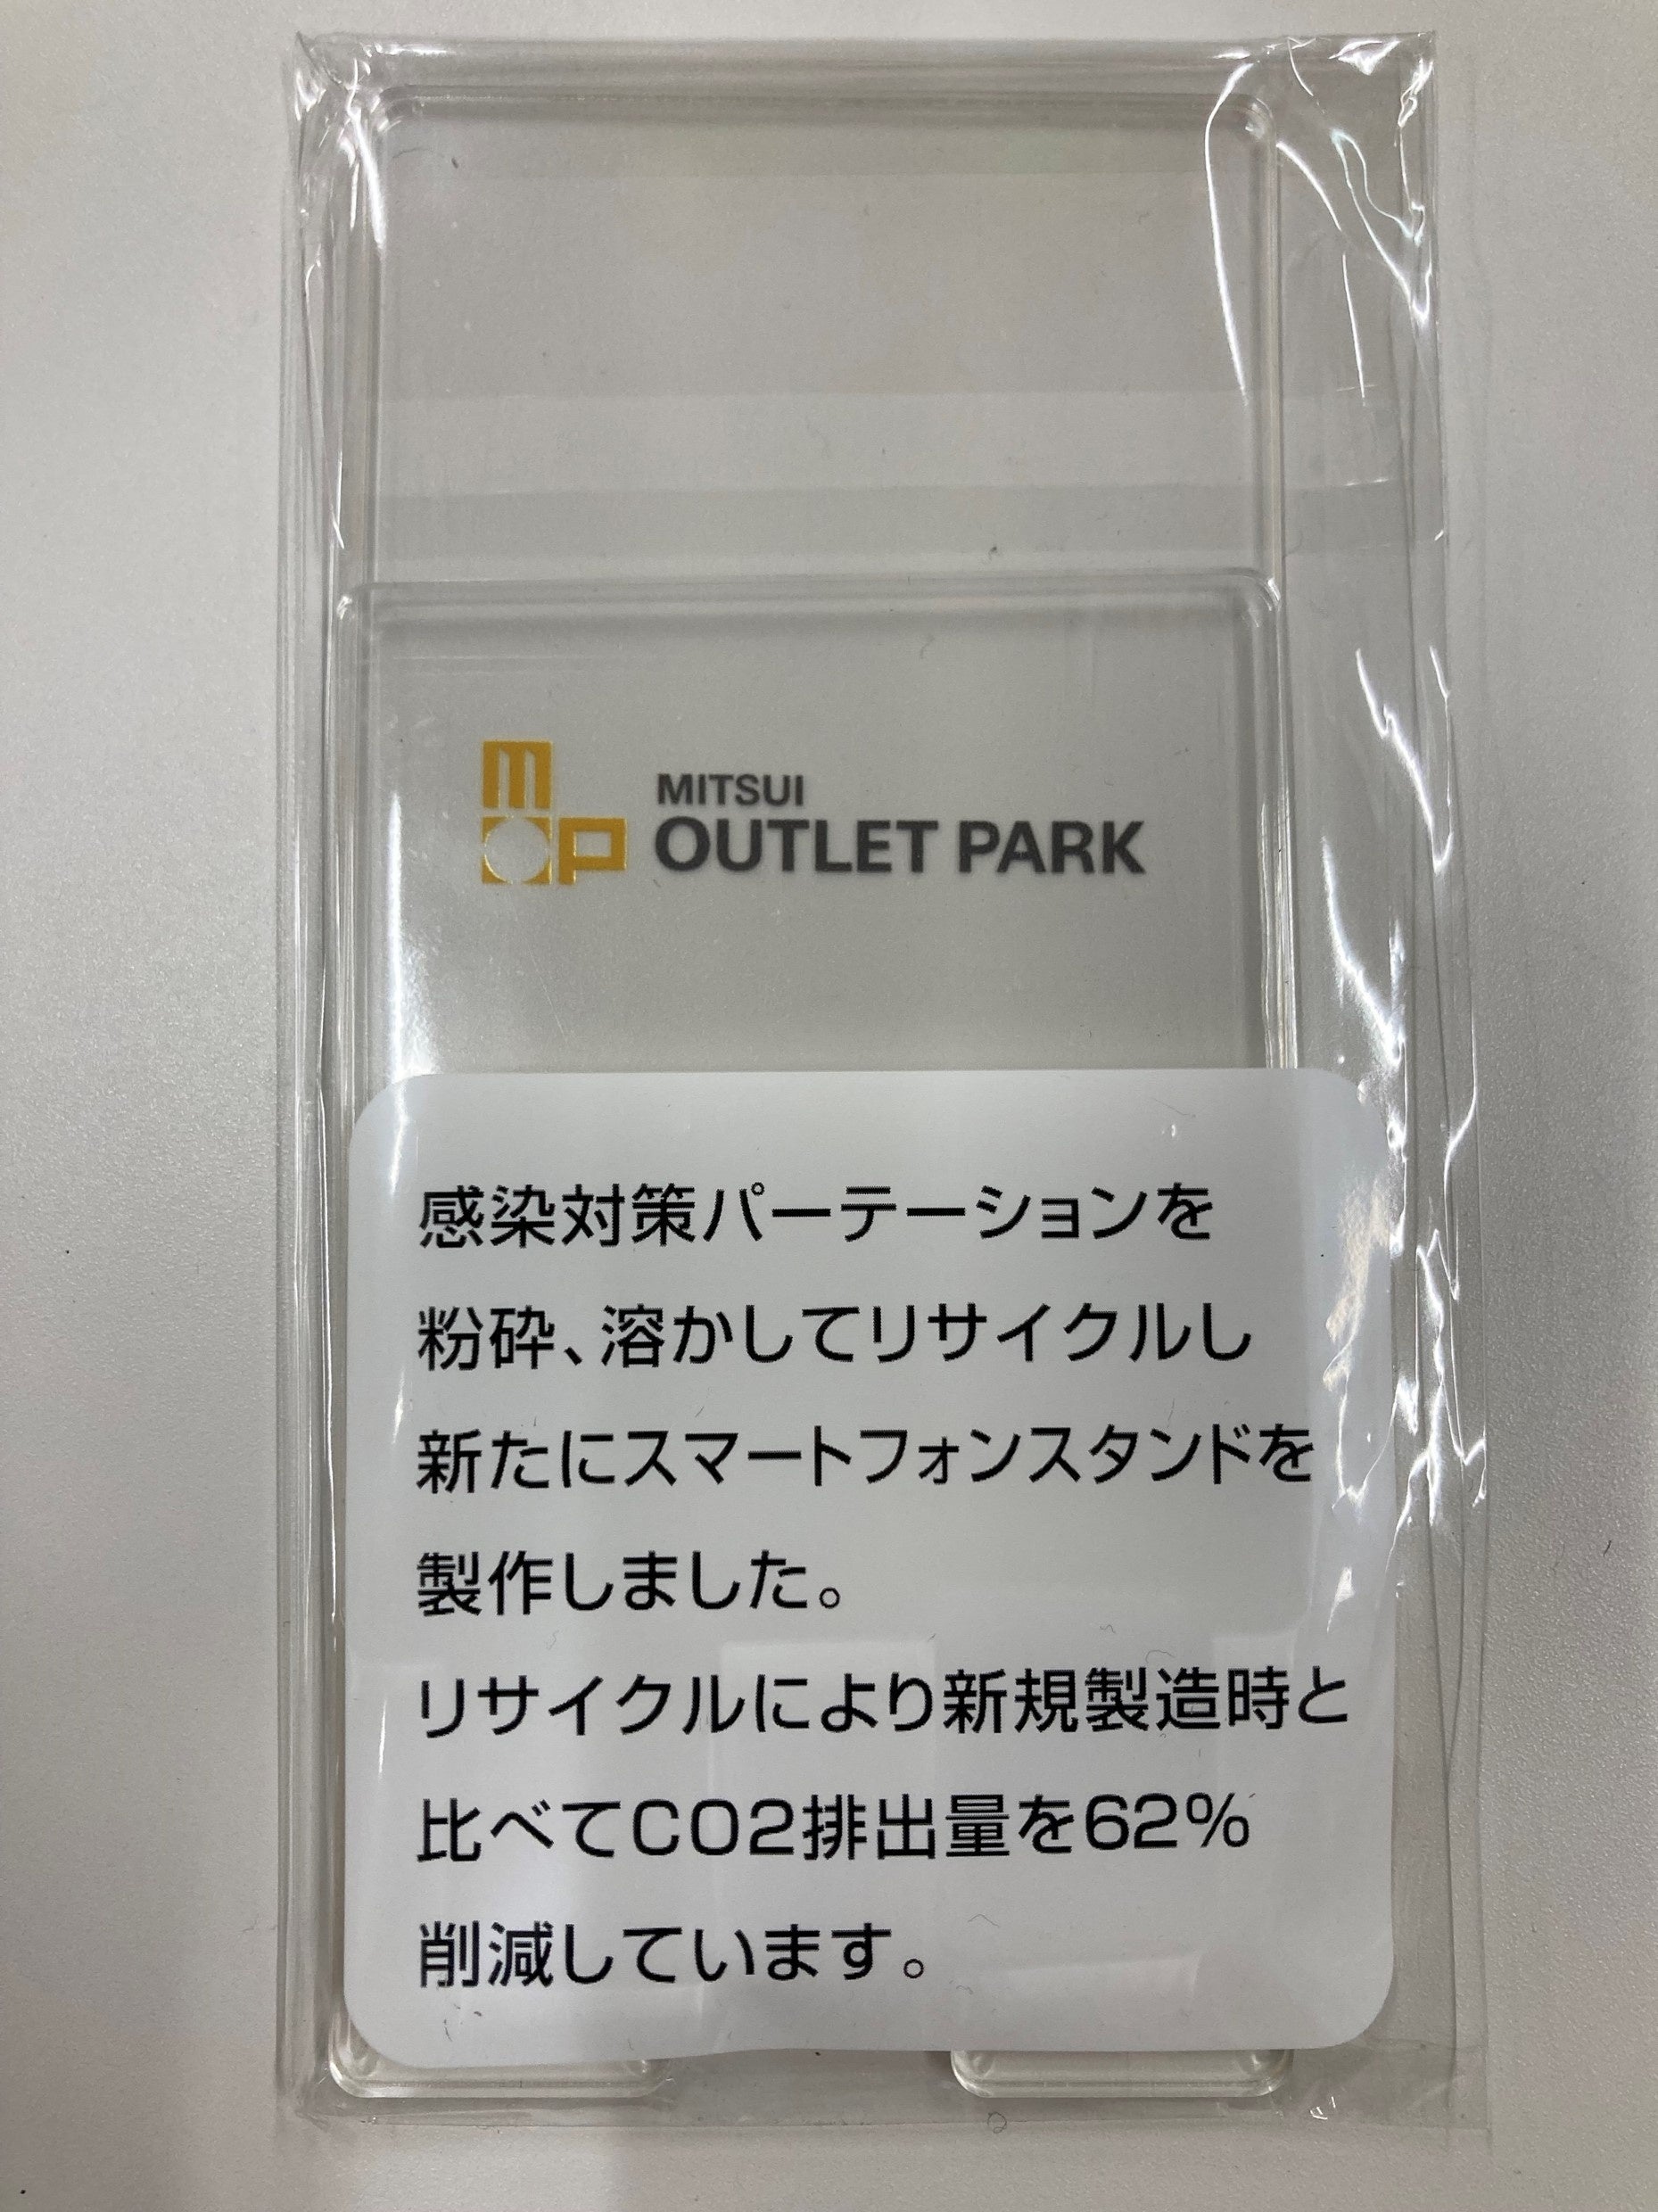 mop
MITSUI
OUTLET PARK
感染対策パーテーションを
粉砕、溶かしてリサイクルし
新たにスマートフォンスタンドを
製作しました。
リサイクルにより新規製造時と
比べてCO2排出量を62%
削減しています。